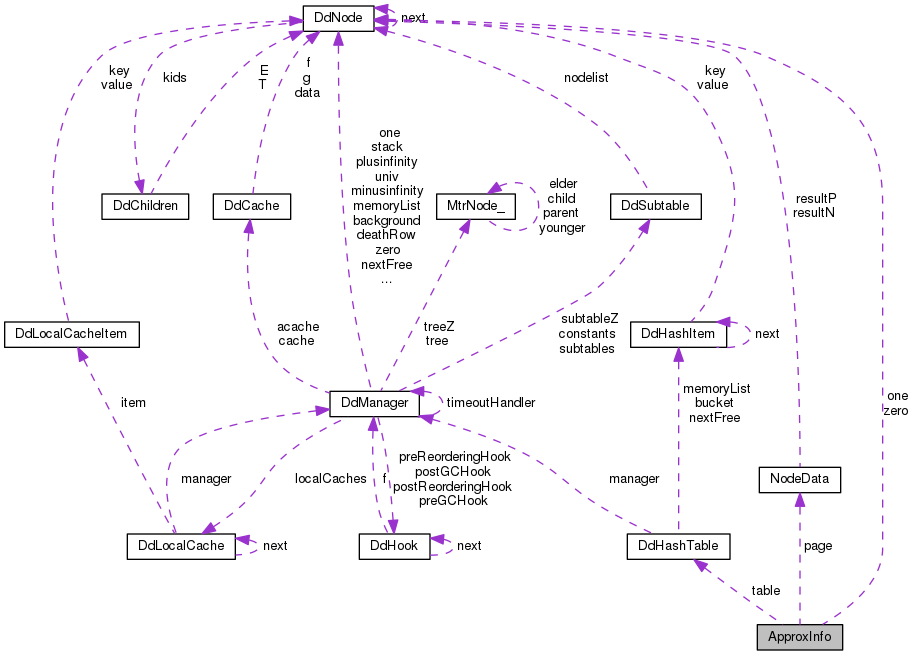 DdNode
next
key
value
kids
E
T
f
g
data
nodelist
key
value
one
stack
plusinfinity
univ
minusinfinity
memoryList
background
deathRow
zero
nextFree
...
elder
child
parent
younger
resultP
resultN
DdChildren
DdCache
MtrNode_
DdSubtable
DdLocalCacheItem
acache
cache
treeZ
tree
subtableZ
constants
subtables
DdHashItem
next
item
DdManager
timeoutHandler
memoryList
bucket
nextFree
one
zero
manager
localCaches
f
preReorderingHook
postGCHook
postReorderingHook
preGCHook
manager
NodeData
DdLocalCache
next
DdHook
next
DdHashTable
page
table
ApproxInfo